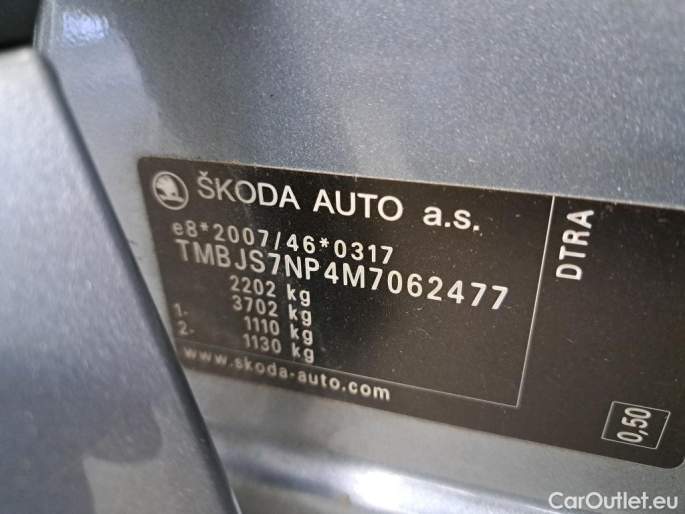 ŠKODA AUTO a.s.
e8*2007/46*0317
TMBJS7NP4M7062477
2202 kg
3702 kg
1- 1110 kg
2- 1130 kg
www.skoda-auto.com
DTRA
0,50
CarOutlet.eu